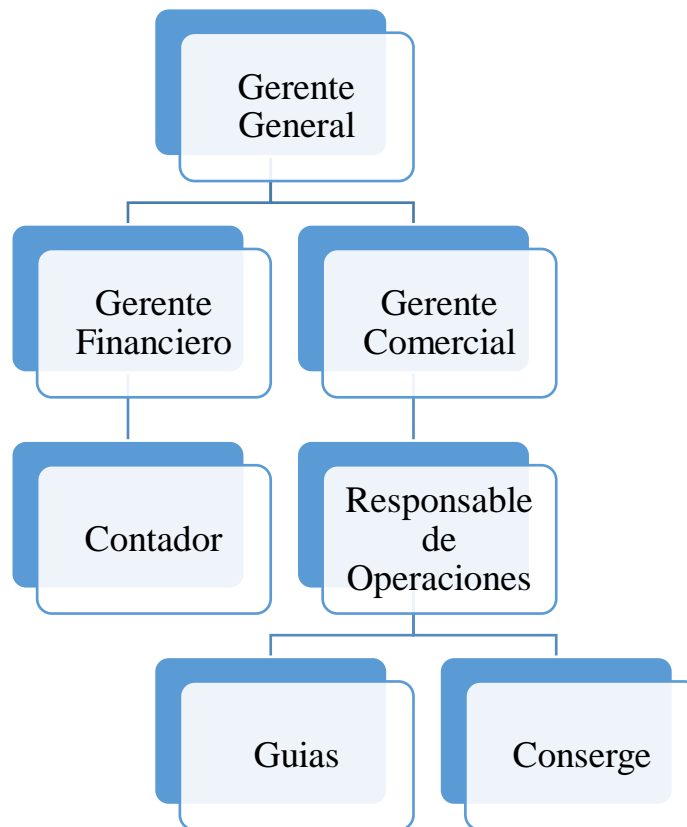 Gerente
General
Gerente
Financiero
Gerente
Comercial
Contador
Responsable
de
Operaciones
Guias
Conserge